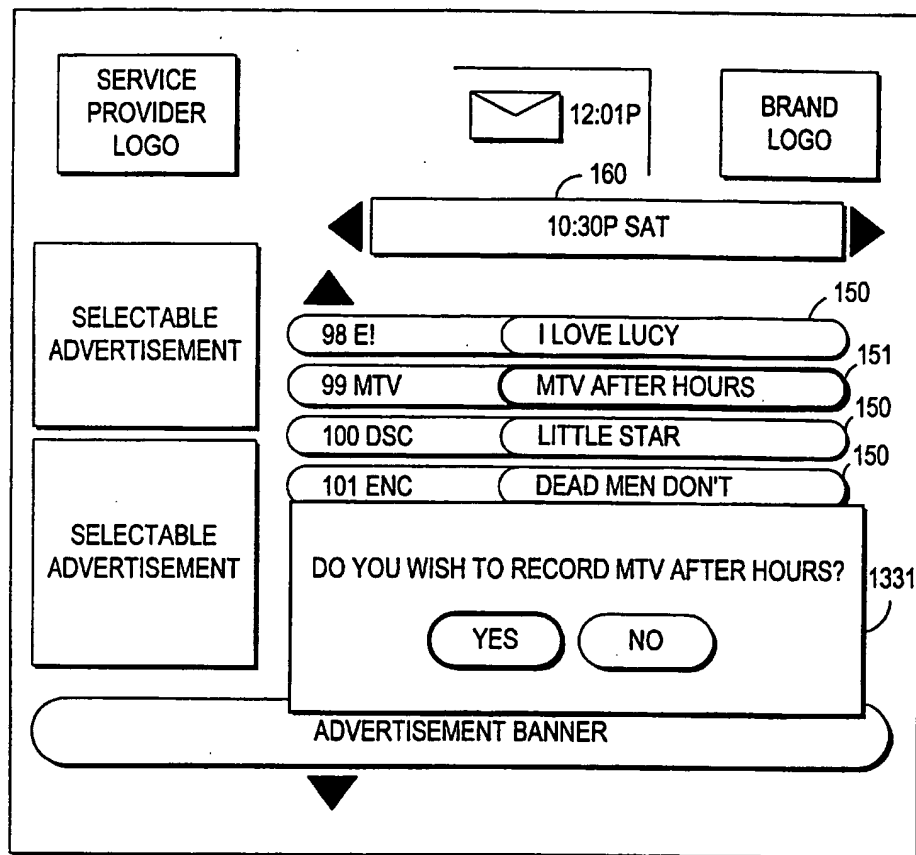 SERVICE
PROVIDER
LOGO
12:01P
BRAND
LOGO
160
10:30P SAT
SELECTABLE
ADVERTISEMENT
150
98 E! I LOVE LUCY
151
99 MTV MTV AFTER HOURS
150
100 DSC LITTLE STAR
150
101 ENC DEAD MEN DON'T
SELECTABLE
ADVERTISEMENT
DO YOU WISH TO RECORD MTV AFTER HOURS?
1331
YES NO
ADVERTISEMENT BANNER